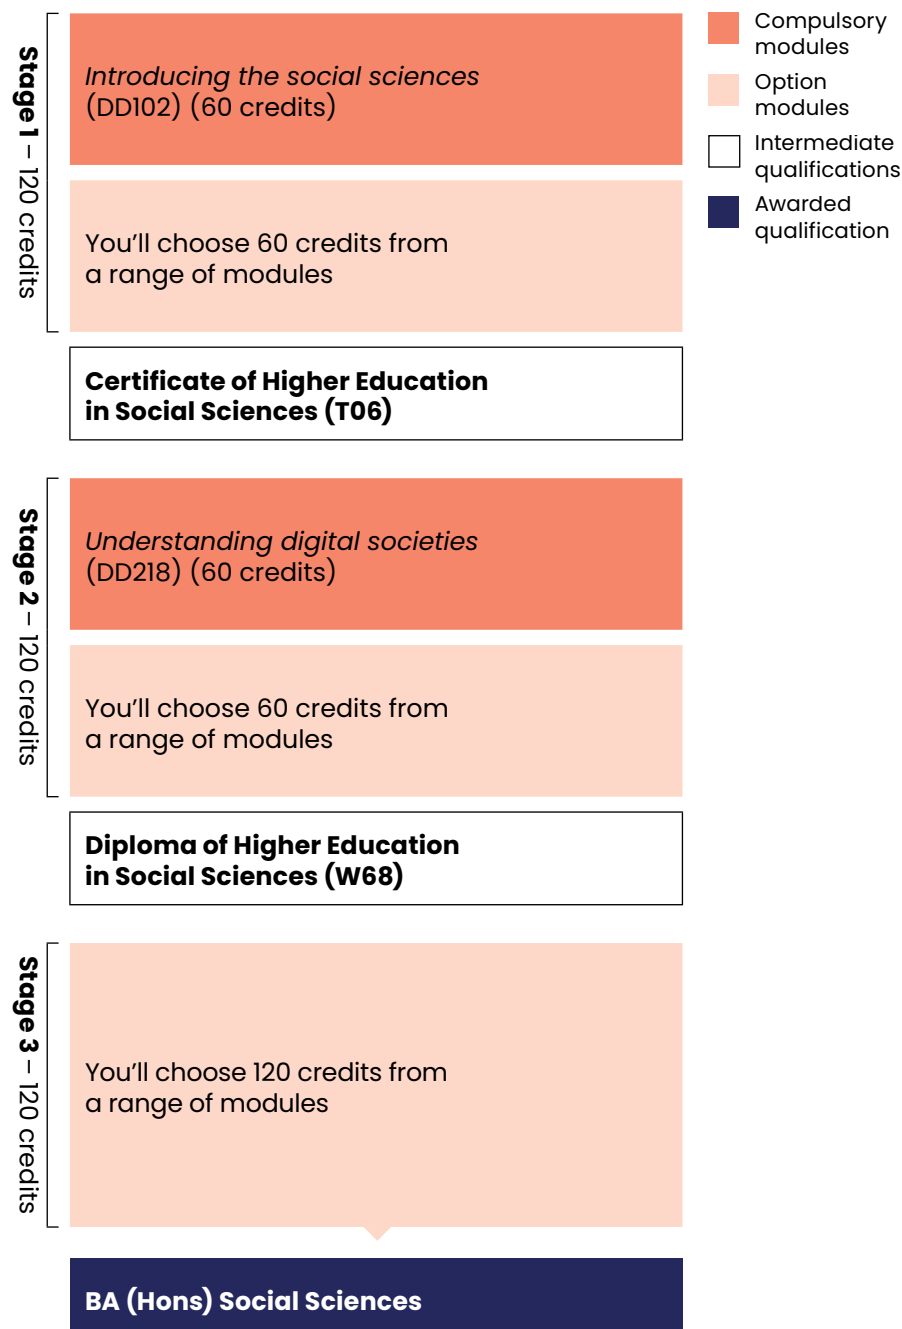 Stage 1 – 120 credits
Introducing the social sciences
(DD102) (60 credits)
You’ll choose 60 credits from
a range of modules
Certificate of Higher Education
in Social Sciences (T06)
Stage 2 – 120 credits
Understanding digital societies
(DD218) (60 credits)
You’ll choose 60 credits from
a range of modules
Diploma of Higher Education
in Social Sciences (W68)
Stage 3 – 120 credits
You’ll choose 120 credits from
a range of modules
BA (Hons) Social Sciences
Compulsory
modules
Option
modules
Intermediate
qualifications
Awarded
qualification